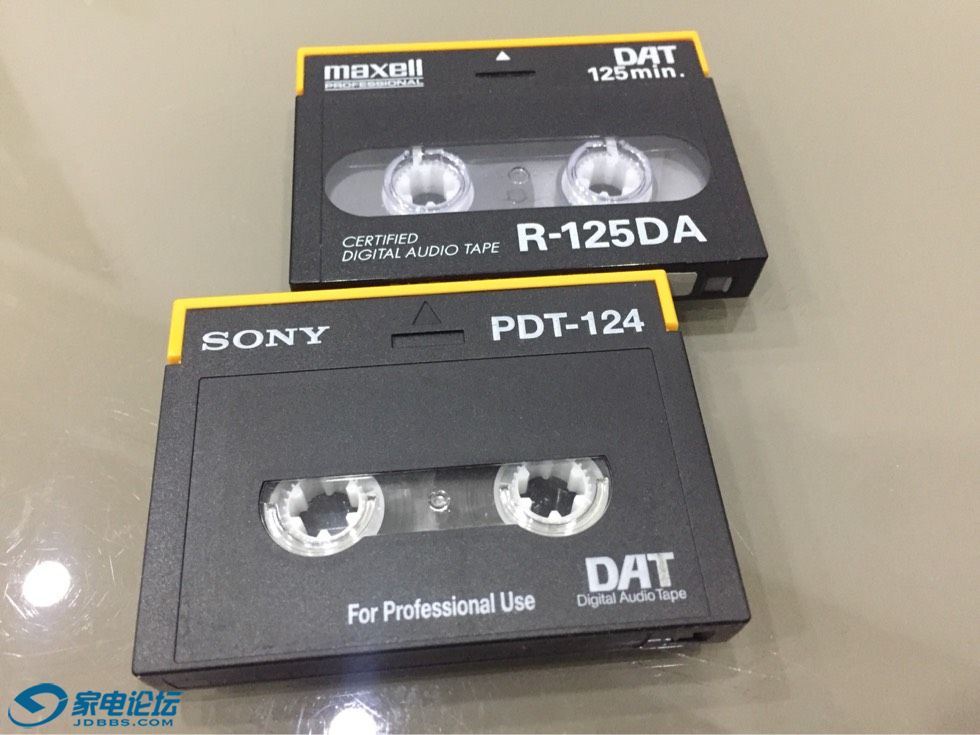 maxell
PROFESSIONAL
DAT
125min.
CERTIFIED
DIGITAL AUDIO TAPE
R-125DA
SONY
PDT-124
For Professional Use
DAT
Digital Audio Tape
家电论坛
JDBBS.COM